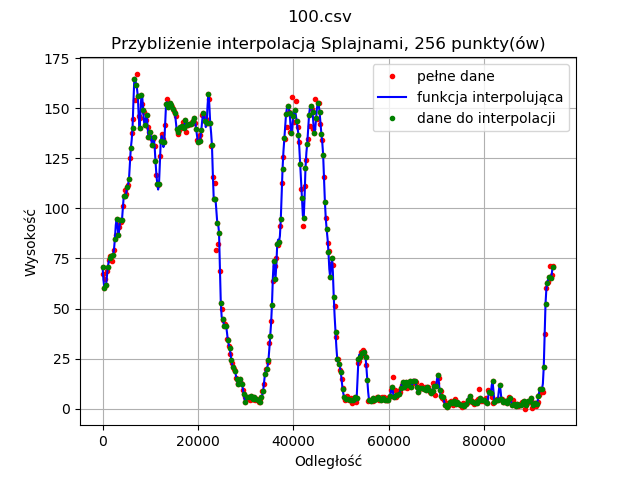 100.csv
Przybliżenie interpolacją Splajnami, 256 punkty(ów)
pełne dane
funkcja interpolująca
dane do interpolacji
Wysokość
175
150
125
100
75
50
25
0
0 20000 40000 60000 80000
Odległość